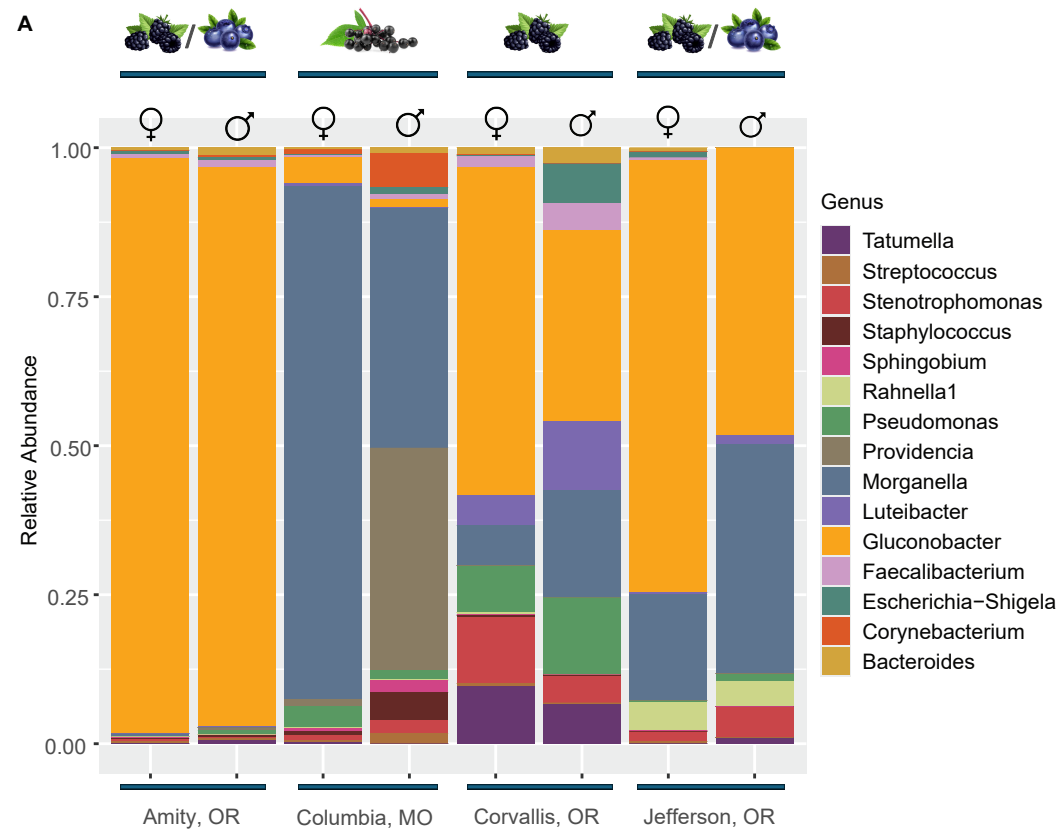 A
/ /
♀ ♂ ♀ ♂ ♀ ♂ ♀ ♂
1.00
0.75
0.50
0.25
0.00
Relative Abundance
Amity, OR Columbia, MO Corvallis, OR Jefferson, OR
Genus
Tatumella
Streptococcus
Stenotrophomonas
Staphylococcus
Sphingobium
Rahnella1
Pseudomonas
Providencia
Morganella
Luteibacter
Gluconobacter
Faecalibacterium
Escherichia−Shigela
Corynebacterium
Bacteroides